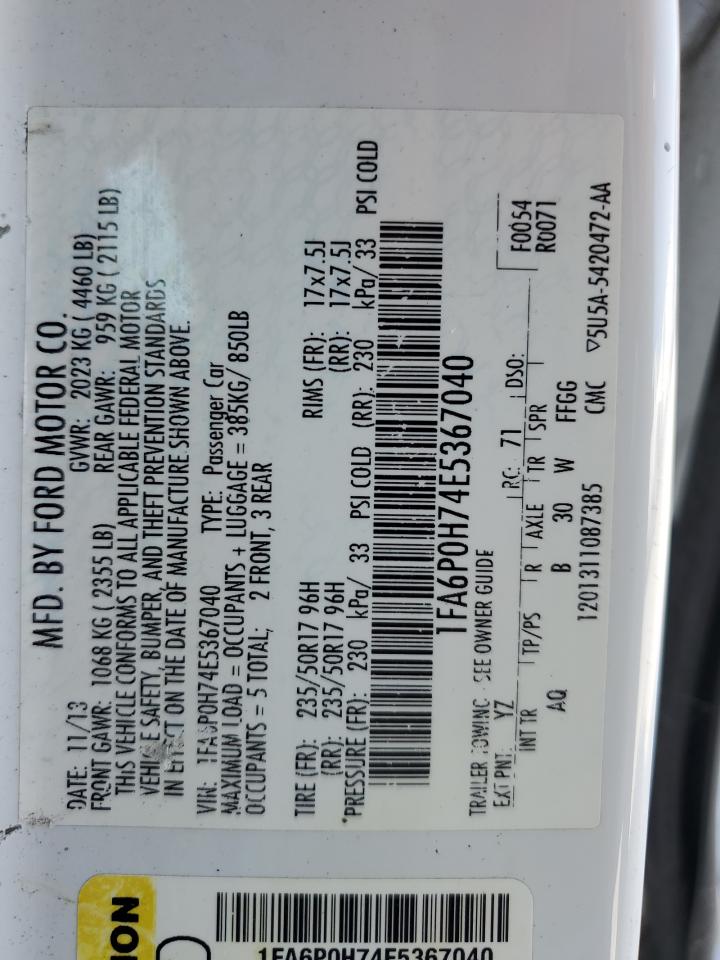 MFD. BY FORD MOTOR CO.
DATE: 11/13 GVWR: 2023 KG ( 4460 LB)
FRONT GAWR: 1068 KG ( 2355 LB) REAR GAWR: 959 KG ( 2115 LB)
THIS VEHICLE CONFORMS TO ALL APPLICABLE FEDERAL MOTOR
VEHICLE SAFETY, BUMPER, AND THEFT PREVENTION STANDARDS
IN EFFECT ON THE DATE OF MANUFACTURE SHOWN ABOVE.
VIN: 1FA6P0H74E5367040 TYPE: Passenger Car
MAXIMUM LOAD = OCCUPANTS + LUGGAGE = 385KG/ 850LB
OCCUPANTS = 5 TOTAL; 2 FRONT, 3 REAR
TIRE (FR): 235/50R17 96H RIMS (FR): 17x7.5J
(RR): 235/50R17 96H (RR): 17x7.5J
*PRESSURE (FR): 230 kPa/ 33 PSI COLD (RR): 230 kPa/ 33 PSI COLD
1FA6P0H74E5367040
TRAILER TOWING - SEE OWNER GUIDE
F0054
EXT PNT: YZ RC: 71 DSO: R0071
INT TR TP/PS R AXLE TR SPR
AQ B 30 W FFGG
1201311087385 CMC ▽5U5A-5420472-AA
1FA6P0H74E5367040